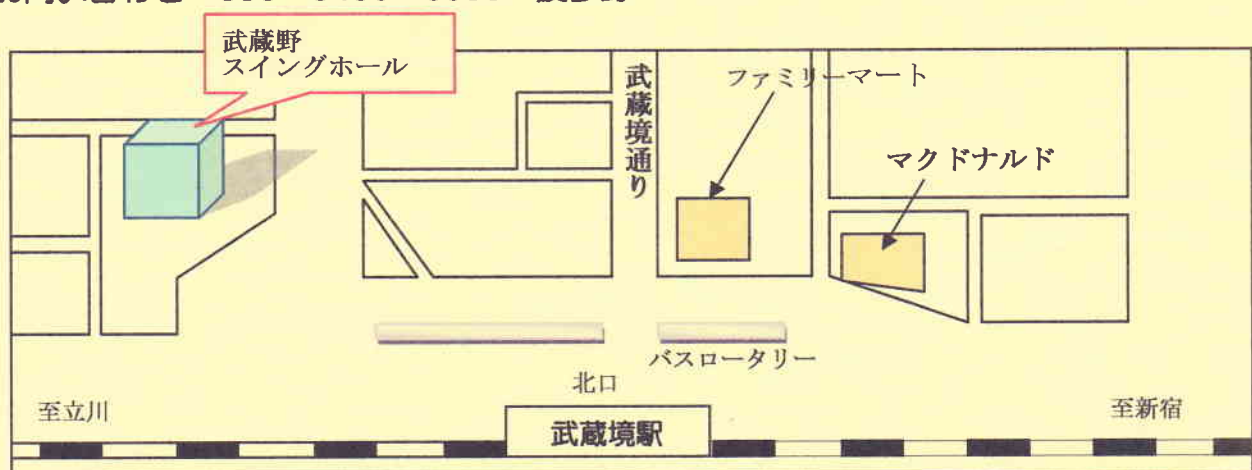 武蔵野
スイングホール
武蔵境通り
ファミリーマート
マクドナルド
バスロータリー
北口
至立川
至新宿
武蔵境駅